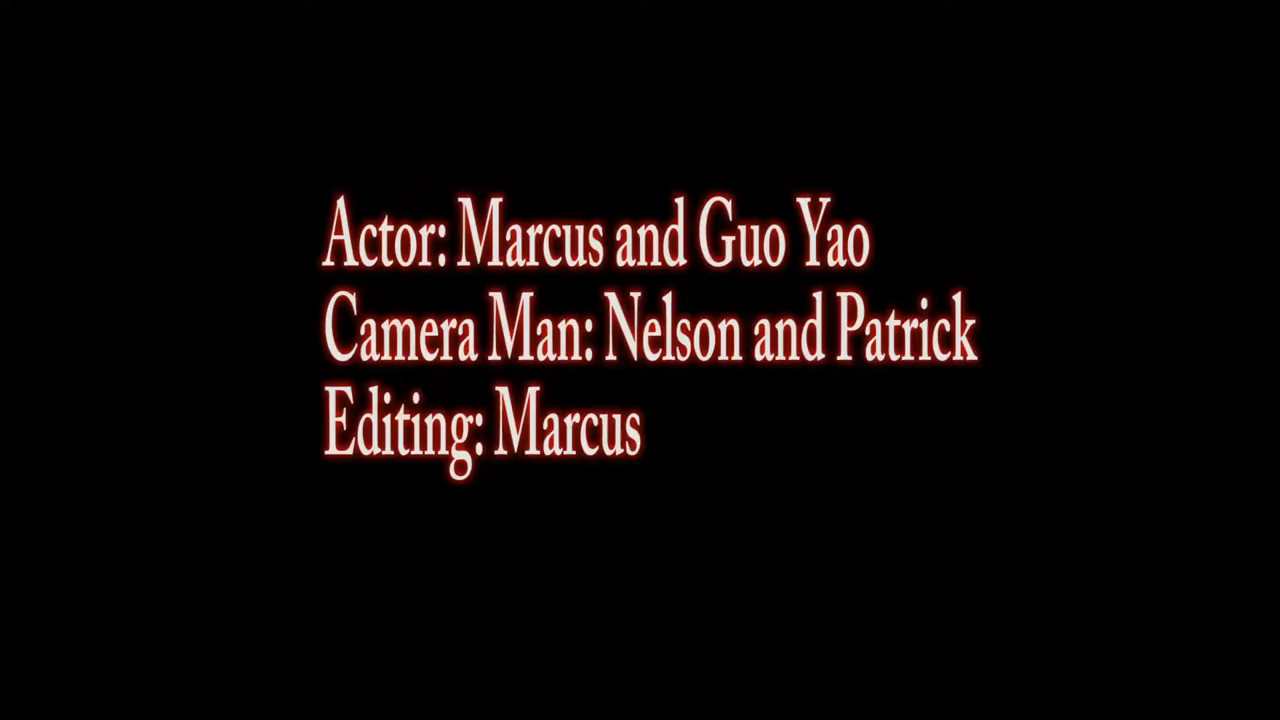 Actor: Marcus and Guo Yao
Camera Man: Nelson and Patrick
Editing: Marcus